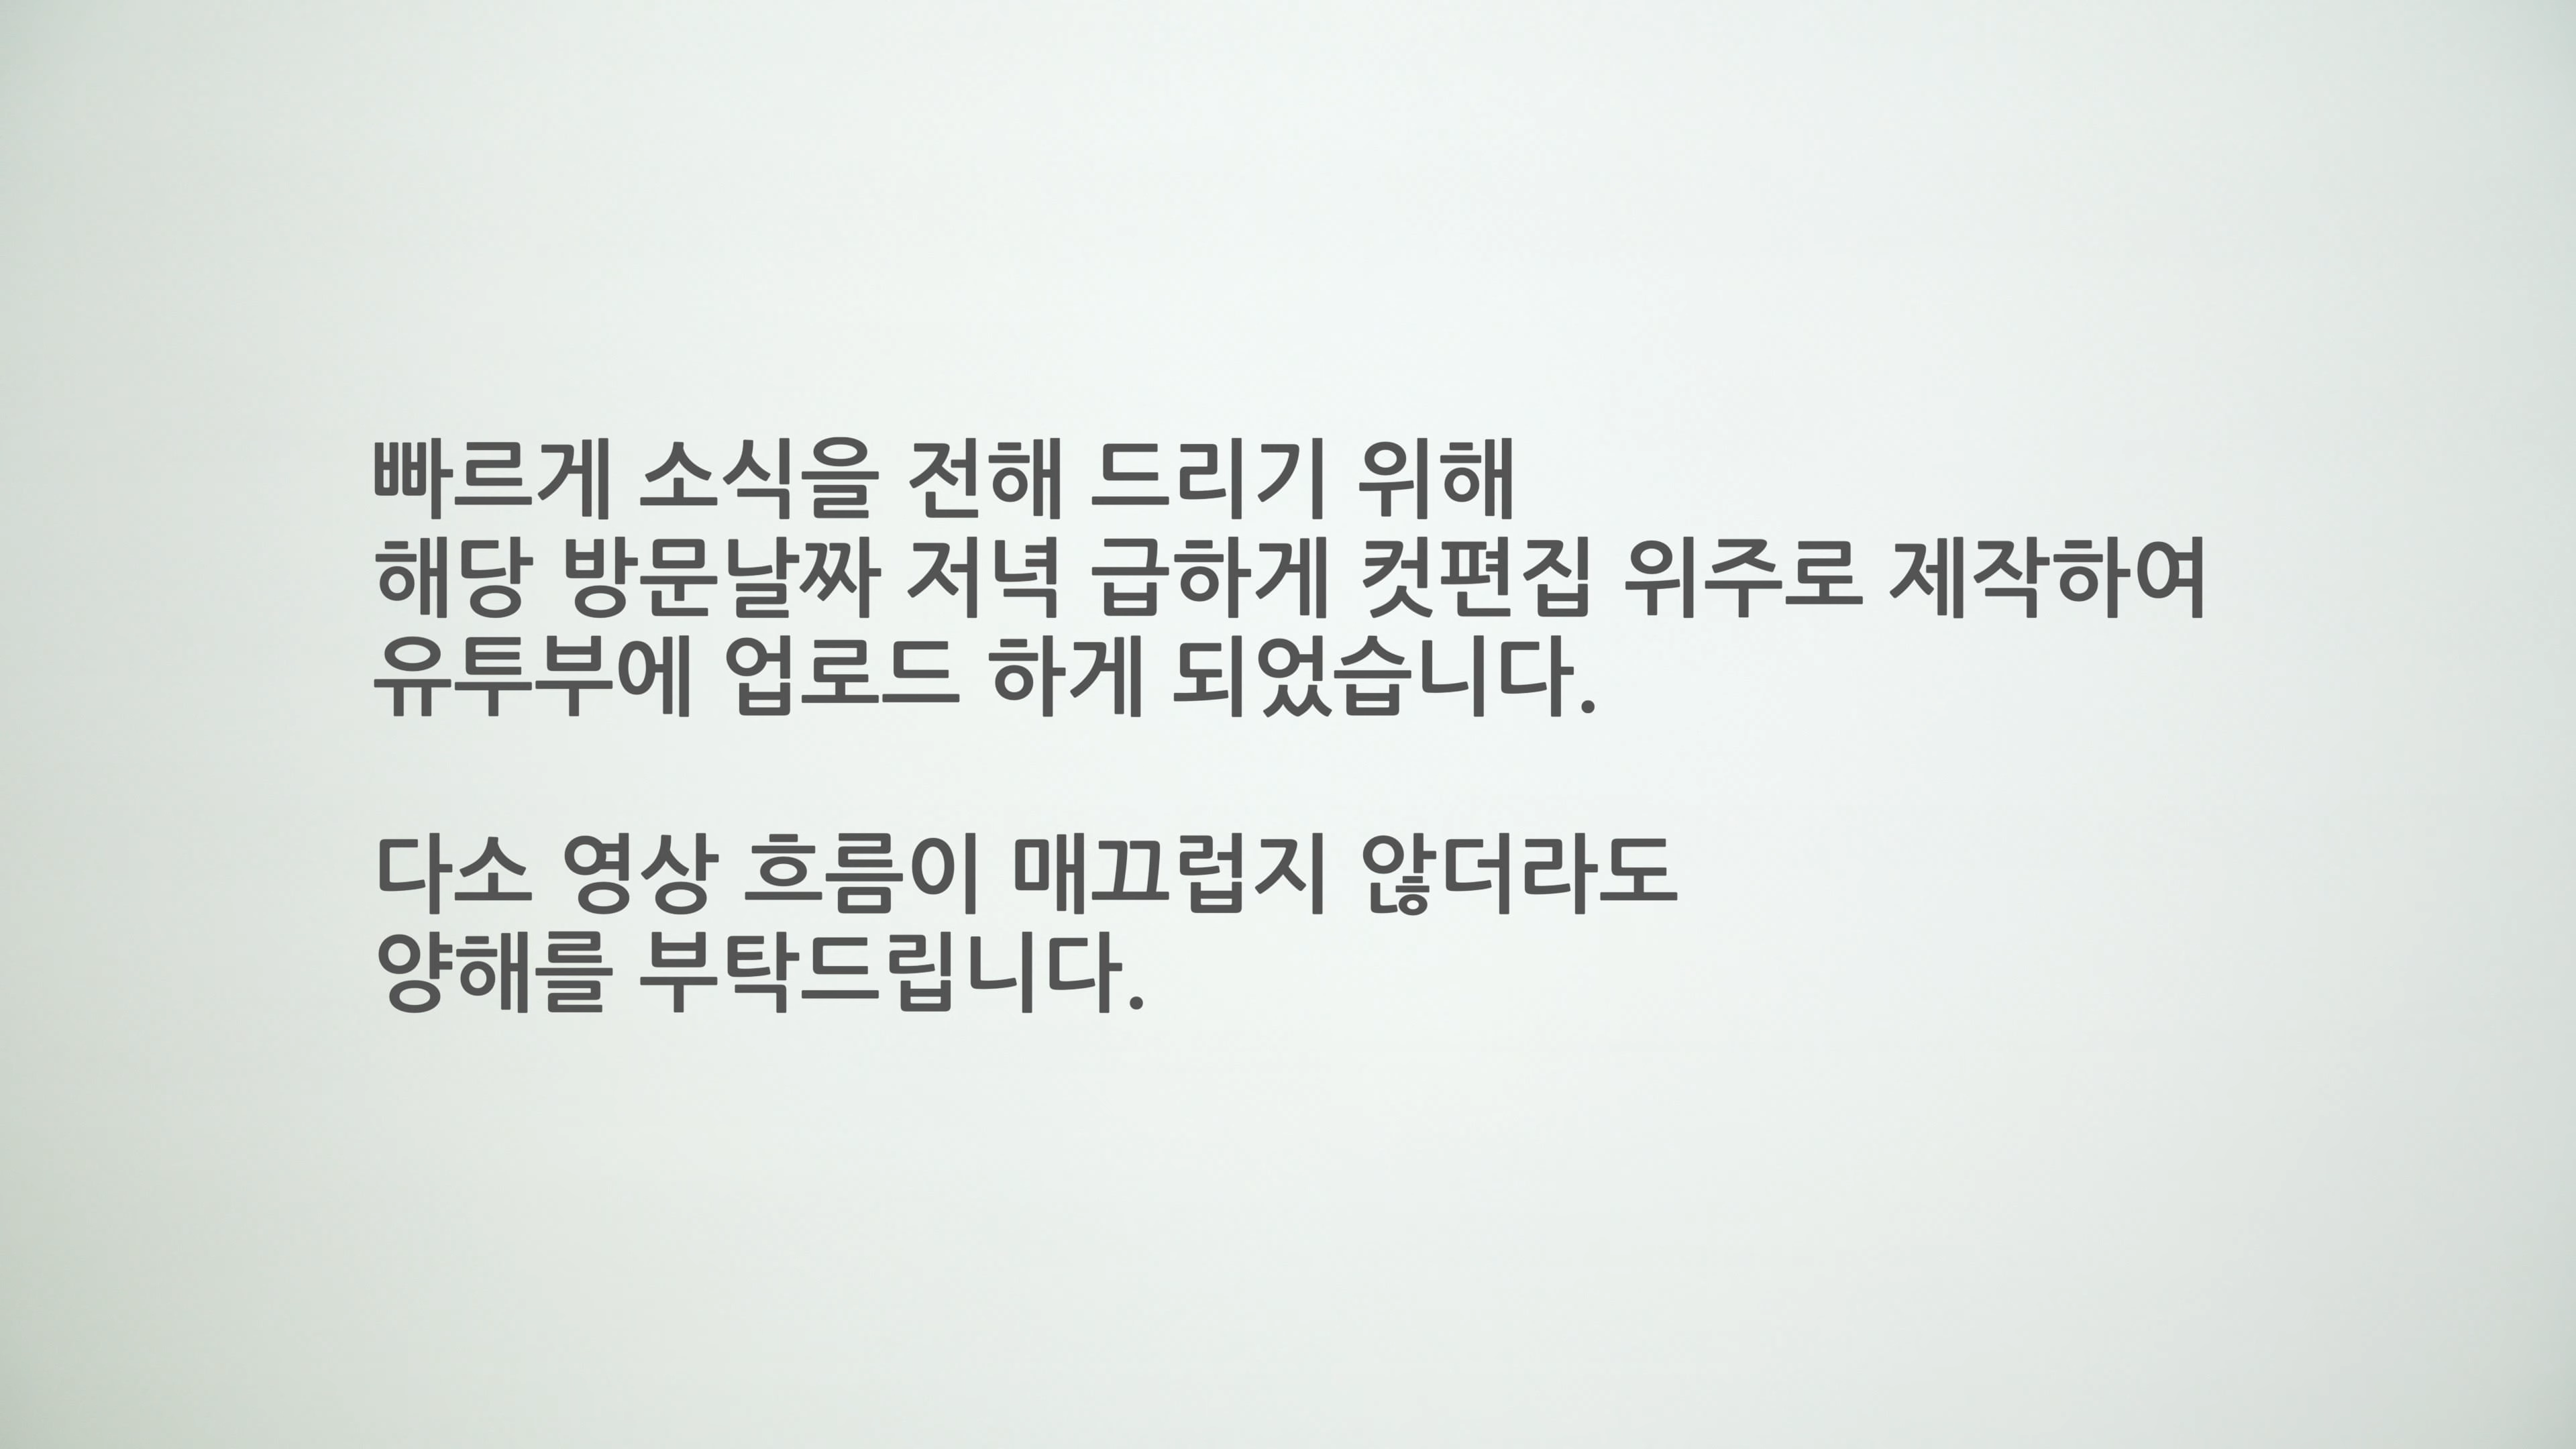 빠르게 소식을 전해 드리기 위해
해당 방문날짜 저녁 급하게 컷편집 위주로 제작하여
유투부에 업로드 하게 되었습니다.
다소 영상 흐름이 매끄럽지 않더라도
양해를 부탁드립니다.